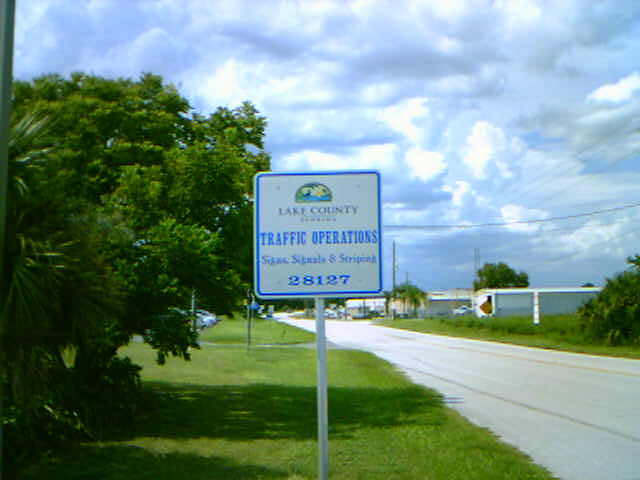 LAKE COUNTY
FLORIDA
TRAFFIC OPERATIONS
Signs, Signals & Striping
28127